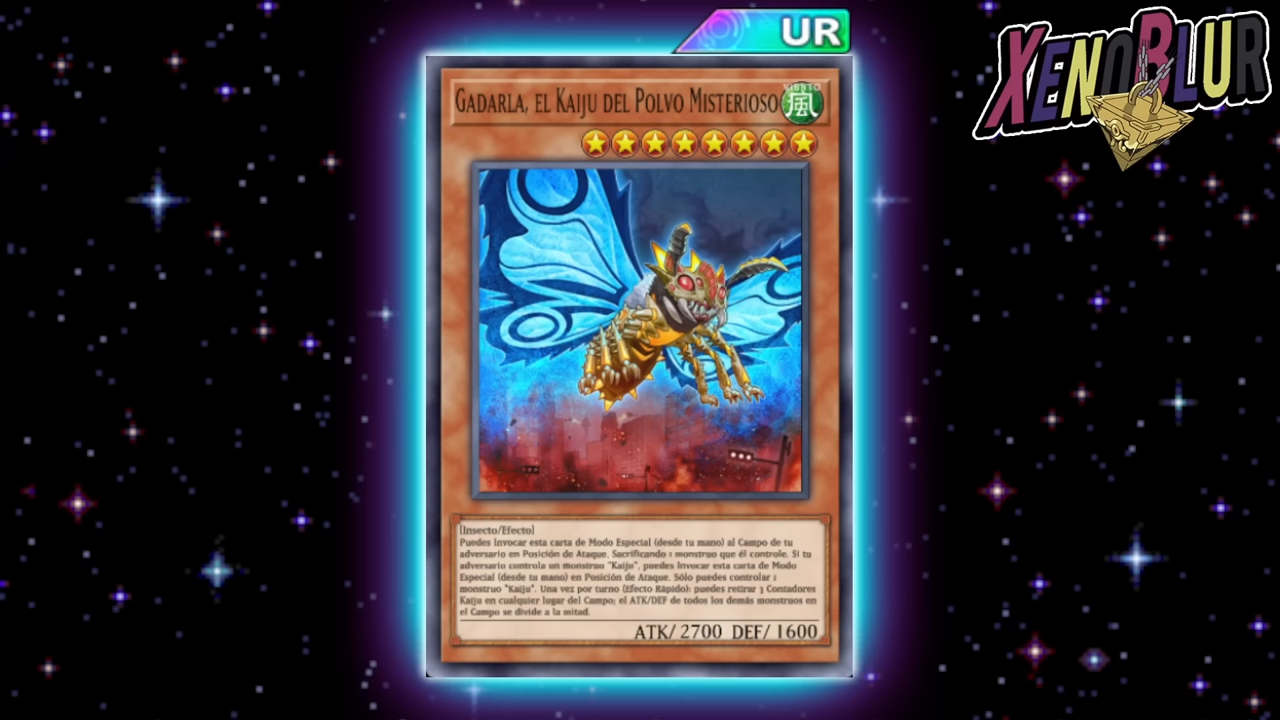 UR
XENOBLUR
GADARLA, EL KAIJU DEL POLVO MISTERIOSO
VIENTO
風
[Insecto/Efecto]
Puedes Invocar esta carta de Modo Especial (desde tu mano) al Campo de tu
adversario en Posición de Ataque, Sacrificando 1 monstruo que él controle. Si tu
adversario controla un monstruo "Kaiju", puedes Invocar esta carta de Modo
Especial (desde tu mano) en Posición de Ataque. Sólo puedes controlar 1
monstruo "Kaiju". Una vez por turno (Efecto Rápido): puedes retirar 3 Contadores
Kaiju en cualquier lugar del Campo; el ATK/DEF de todos los demás monstruos en
el Campo se divide a la mitad.
ATK/ 2700 DEF/ 1600